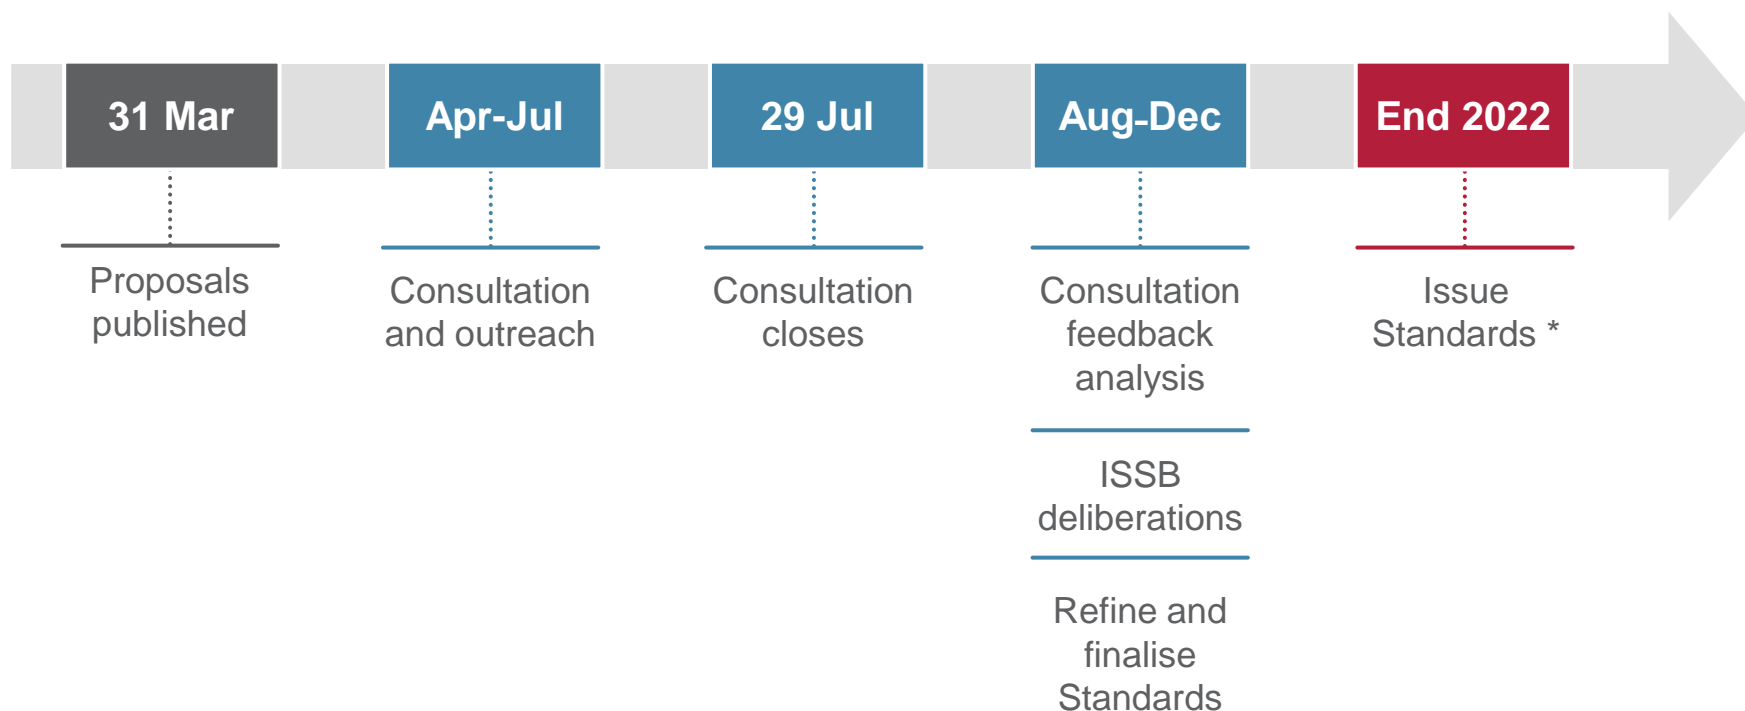 31 Mar
Apr-Jul
29 Jul
Aug-Dec
End 2022
Proposals
published
Consultation
and outreach
Consultation
closes
Consultation
feedback
analysis
ISSB
deliberations
Refine and
finalise
Standards
Issue
Standards *